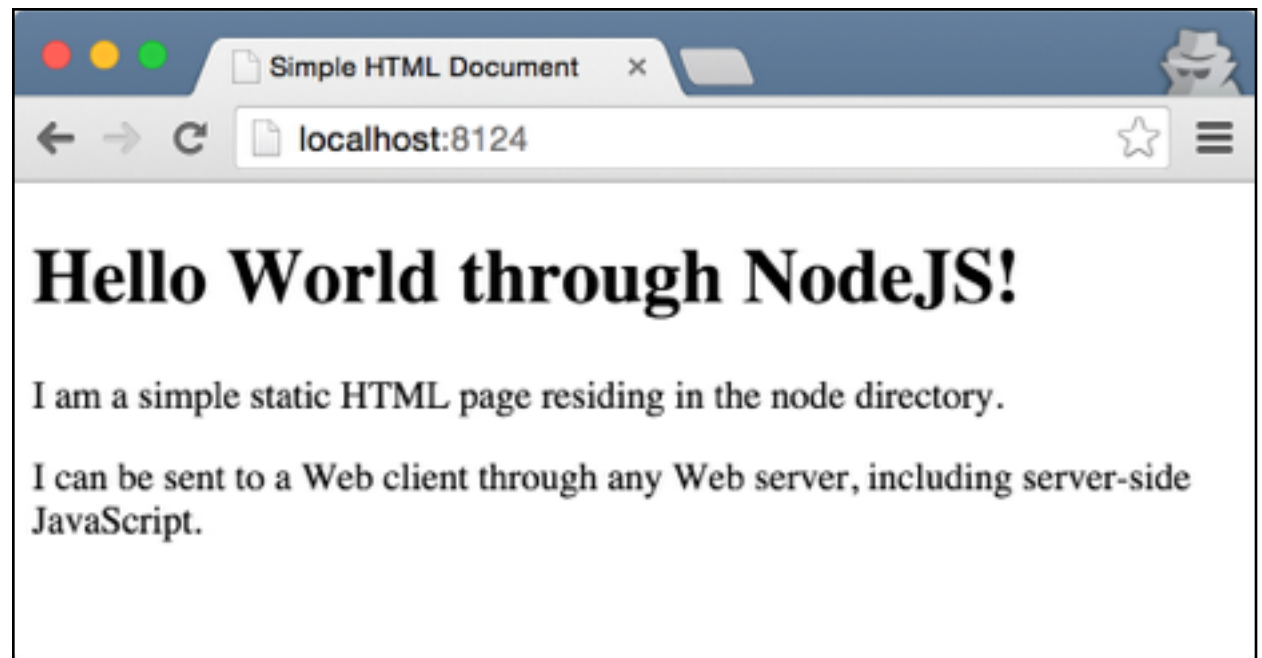 Simple HTML Document
localhost:8124
Hello World through NodeJS!
I am a simple static HTML page residing in the node directory.
I can be sent to a Web client through any Web server, including server-side
JavaScript.